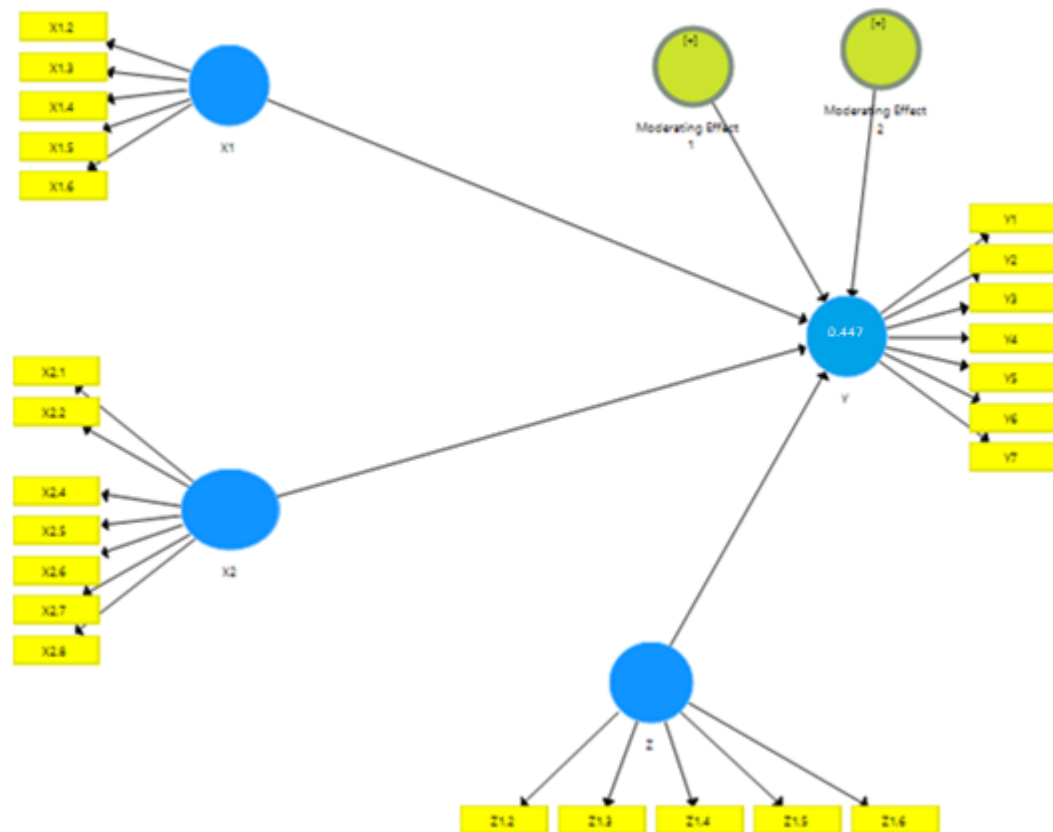 X1.2
X1.3
X1.4
X1.5
X1.6
X1
[+]
Moderating Effect
1
[+]
Moderating Effect
2
Y1
Y2
Y3
Y4
Y5
Y6
Y7
0.447
Y
X2.1
X2.2
X2.4
X2.5
X2.6
X2.7
X2.8
X2
Z
Z1.2
Z1.3
Z1.4
Z1.5
Z1.6